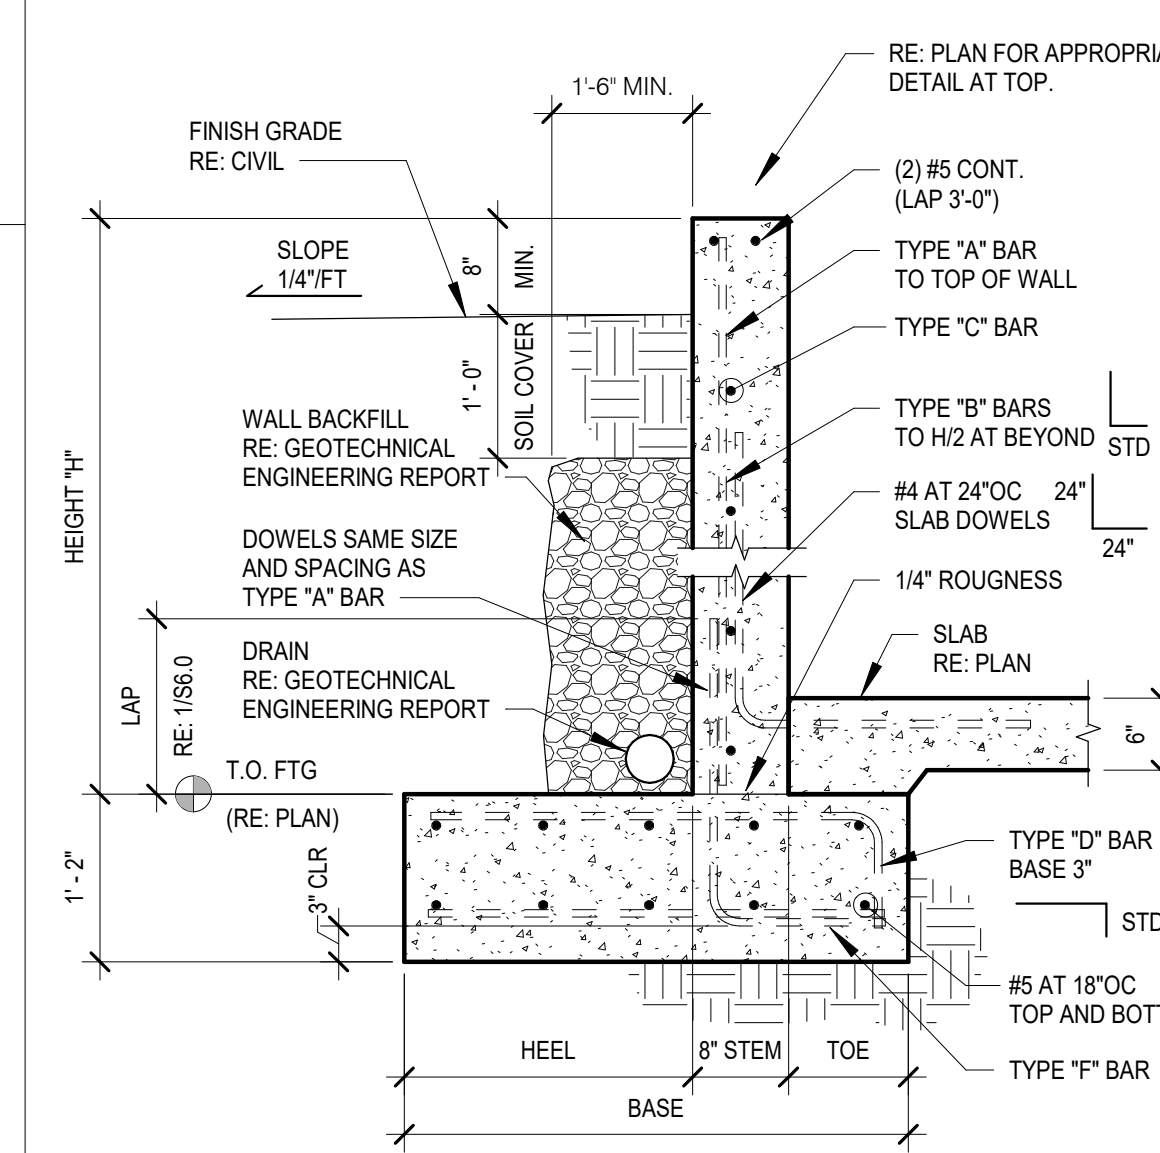 RE: PLAN FOR
DETAIL AT TOP.
1'-6" MIN.
FINISH GRADE
RE: CIVIL
(2) #5 CONT.
(LAP 3'-0")
SLOPE
1/4"/FT
8"
MIN.
TYPE "A" BAR
TO TOP OF WALL
TYPE "C" BAR
1' - 0"
SOIL COVER
WALL BACKFILL
RE: GEOTECHNICAL
ENGINEERING REPORT
TYPE "B" BARS
TO H/2 AT BEYOND
STD
HEIGHT "H"
#4 AT 24"OC
SLAB DOWELS
24"
24"
DOWELS SAME SIZE
AND SPACING AS
TYPE "A" BAR
1/4" ROUGHNESS
SLAB
RE: PLAN
DRAIN
RE: GEOTECHNICAL
ENGINEERING REPORT
LAP
RE: 1/S6.0
6"
T.O. FTG
(RE: PLAN)
1' - 2"
3" CLR
TYPE "D" BAR
BASE 3"
STD
#5 AT 18"OC
TOP AND
TYPE "F" BAR
HEEL
8" STEM
TOE
BASE